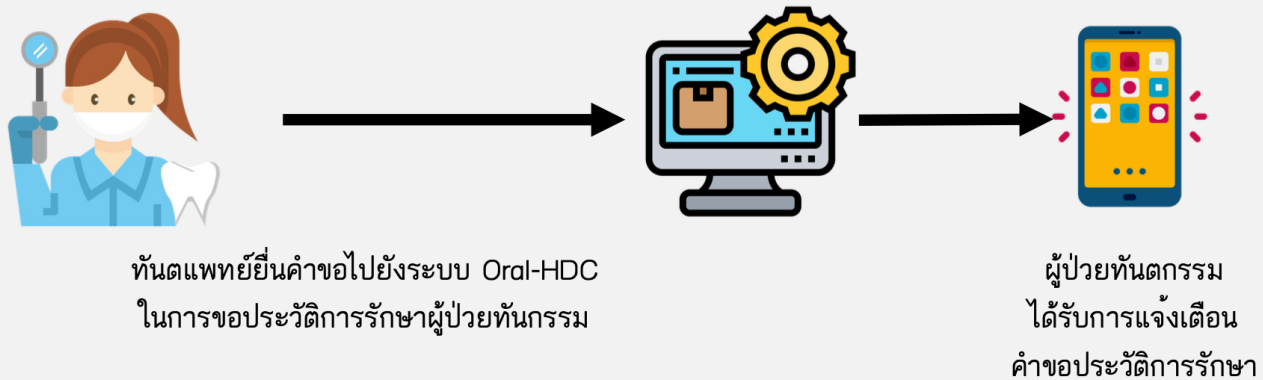 ทันตแพทย์ยื่นคำขอไปยังระบบ Oral-HDC
ในการขอประวัติการรักษาผู้ป่วยทันกรรม
ผู้ป่วยทันตกรรม
ได้รับการแจ้งเตือน
คำขอประวัติการรักษา